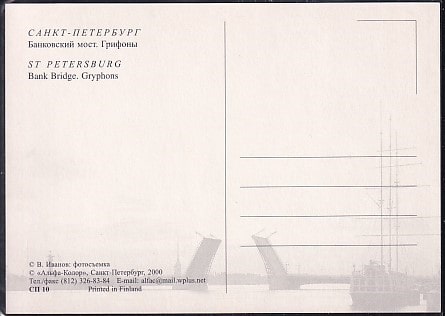 САНКТ-ПЕТЕРБУРГ
Банковский мост. Грифоны
ST PETERSBURG
Bank Bridge. Gryphons
© В. Иванов: фотосъемка
© «Альфа-Колор», Санкт-Петербург, 2000
Тел./факс (812) 326-83-84 E-mail: alfac@mail.wplus.net
СП 10 Printed in Finland